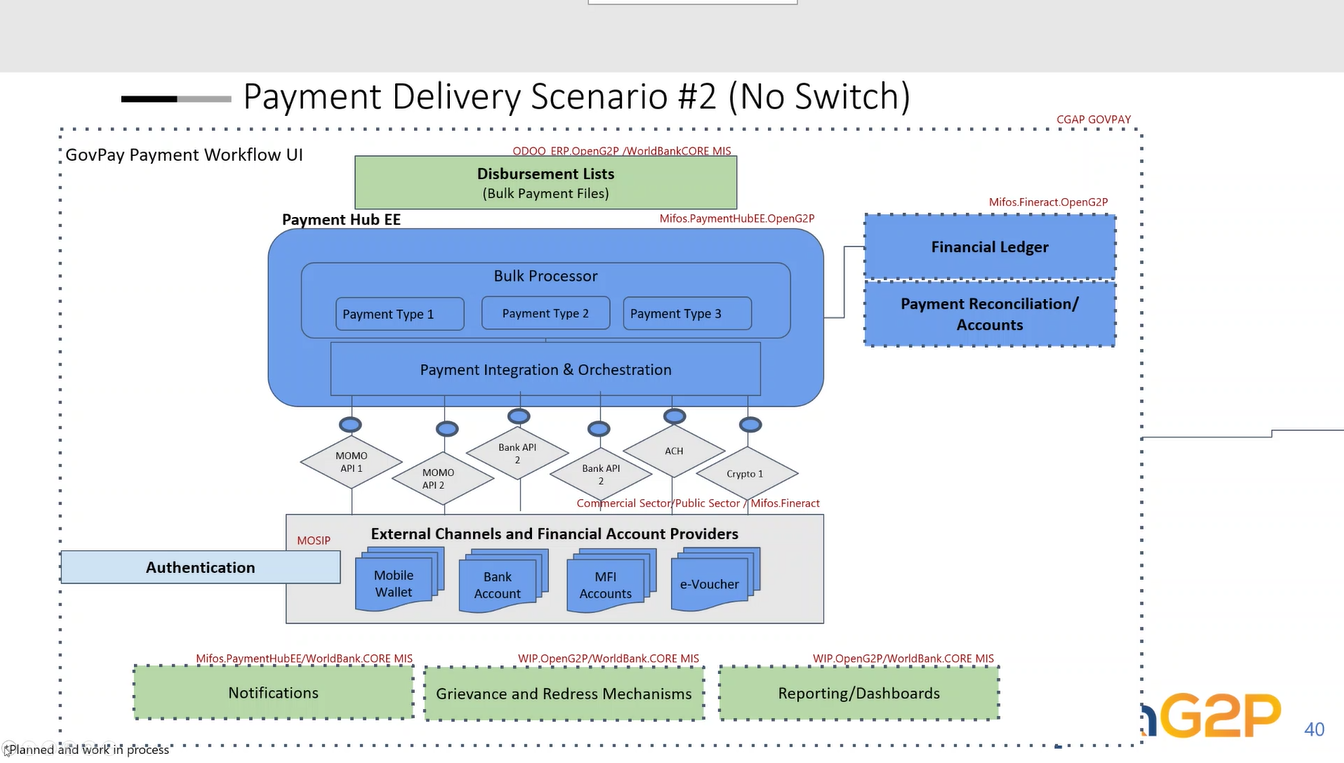 Payment Delivery Scenario #2 (No Switch)
CGAP GOVPAY
GovPay Payment Workflow UI
ODOO ERP.OpenG2P /WorldBankCORE MIS
Disbursement Lists
(Bulk Payment Files)
Payment Hub EE
Mifos.PaymentHubEE.OpenG2P
Mifos.Fineract.OpenG2P
Financial Ledger
Payment Reconciliation/
Accounts
Bulk Processor
Payment Type 1
Payment Type 2
Payment Type 3
Payment Integration & Orchestration
MOMO
API 1
MOMO
API 2
Bank API
2
Bank API
2
ACH
Crypto 1
Commercial Sector/Public Sector / Mifos.Fineract
External Channels and Financial Account Providers
MOSIP
Authentication
Mobile
Wallet
Bank
Account
MFI
Accounts
e-Voucher
Mifos.PaymentHubEE/WorldBank.CORE MIS
WIP.OpenG2P/WorldBank.CORE MIS
WIP.OpenG2P/WorldBank.CORE MIS
Notifications
Grievance and Redress Mechanisms
Reporting/Dashboards
nG2P
40
*Planned and work in process